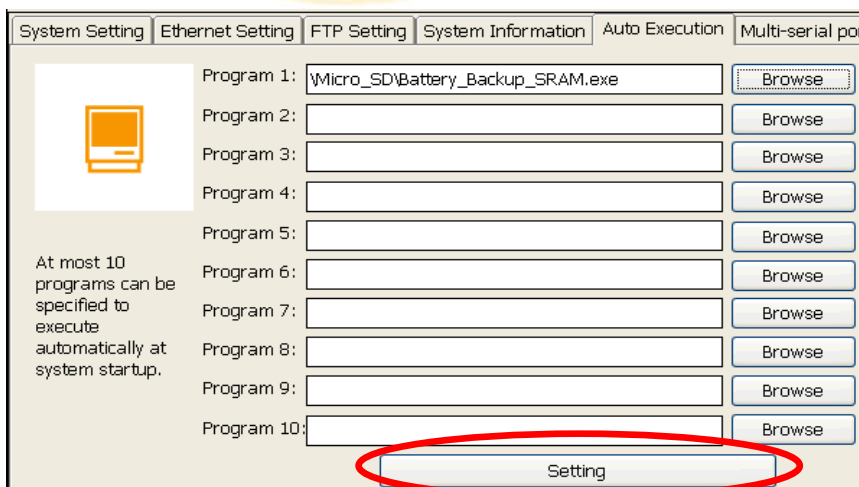 System Setting Ethernet Setting FTP Setting System Information Auto Execution Multi-serial po
Program 1: \Micro_SD\Battery_Backup_SRAM.exe Browse
Program 2: Browse
Program 3: Browse
Program 4: Browse
Program 5: Browse
Program 6: Browse
Program 7: Browse
Program 8: Browse
Program 9: Browse
Program 10: Browse
At most 10
programs can be
specified to
execute
automatically at
system startup.
Setting